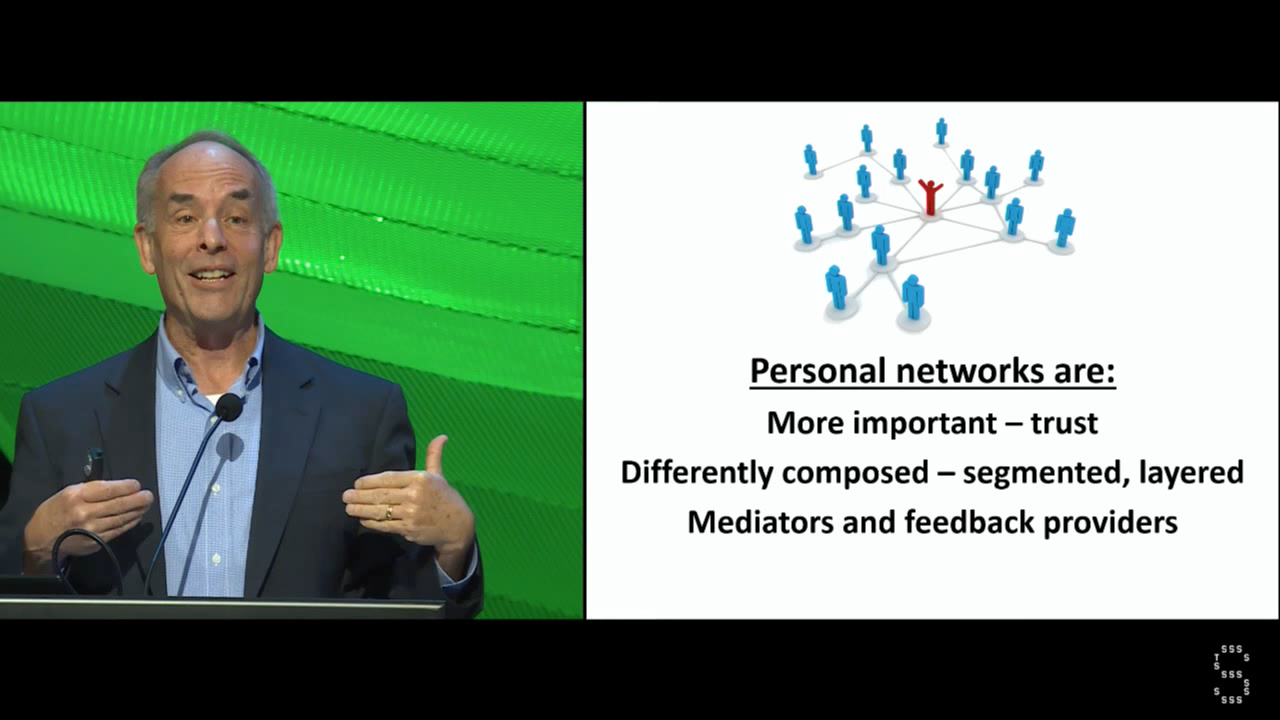 Personal networks are:
More important – trust
Differently composed – segmented, layered
Mediators and feedback providers